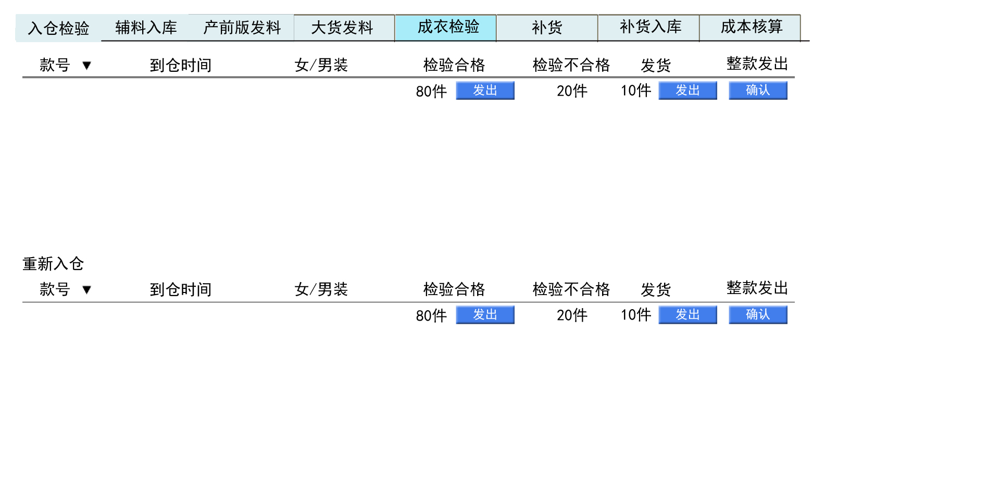 入仓检验 辅料入库 产前版发料 大货发料 成衣检验 补货 补货入库 成本核算
款号 ▼ 到仓时间 女/男装 检验合格 检验不合格 发货 整款发出
80件 发出 20件 10件 发出 确认
重新入仓
款号 ▼ 到仓时间 女/男装 检验合格 检验不合格 发货 整款发出
80件 发出 20件 10件 发出 确认